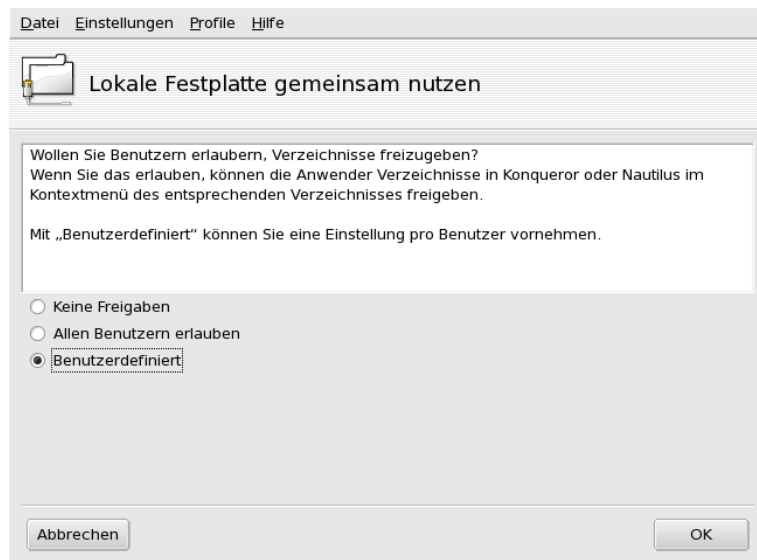 Datei Einstellungen Profile Hilfe
Lokale Festplatte gemeinsam nutzen
Wollen Sie Benutzern erlaubern, Verzeichnisse freizugeben?
Wenn Sie das erlauben, können die Anwender Verzeichnisse in Konqueror oder Nautilus im
Kontextmenü des entsprechenden Verzeichnisses freigeben.
Mit „Benutzerdefiniert“ können Sie eine Einstellung pro Benutzer vornehmen.
Keine Freigaben
Allen Benutzern erlauben
Benutzerdefiniert
Abbrechen OK